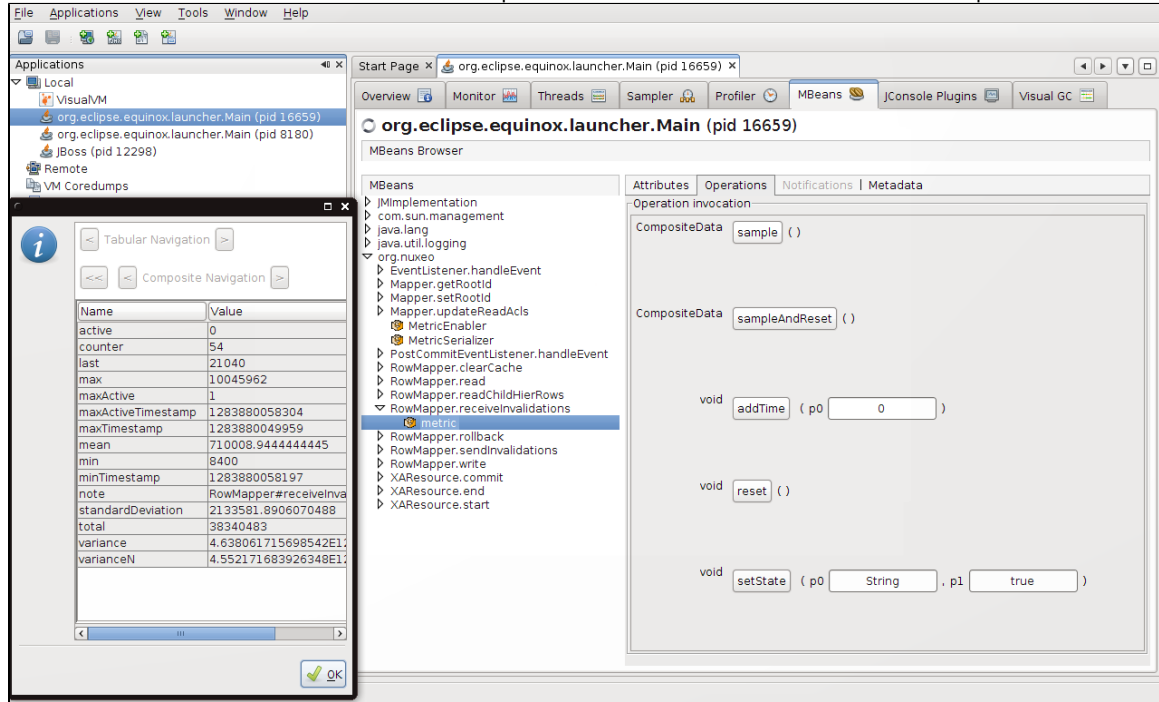 File Applications View Tools Window Help
Applications
Local
VisualVM
org.eclipse.equinox.launcher.Main (pid 16659)
org.eclipse.equinox.launcher.Main (pid 8180)
JBoss (pid 12298)
Remote
VM Coredumps
Tabular Navigation
Composite Navigation
Name Value
active 0
counter 54
last 21040
max 10045962
maxActive 1
maxActiveTimestamp 1283880058304
maxTimestamp 1283880049959
mean 710008.9444444445
min 8400
minTimestamp 1283880058197
note RowMapper#receiveInva
standardDeviation 2133581.8906070488
total 38340483
variance 4.638061715698542E12
varianceN 4.552171683926348E12
OK
Start Page org.eclipse.equinox.launcher.Main (pid 16659)
Overview Monitor Threads Sampler Profiler MBeans JConsole Plugins Visual GC
org.eclipse.equinox.launcher.Main (pid 16659)
MBeans Browser
MBeans
JMImplementation
com.sun.management
java.lang
java.util.logging
org.nuxeo
EventListener.handleEvent
Mapper.getRootId
Mapper.setRootId
Mapper.updateReadAcls
MetricEnabler
MetricSerializer
PostCommitEventListener.handleEvent
RowMapper.clearCache
RowMapper.read
RowMapper.readChildHierRows
RowMapper.receiveInvalidations
metric
RowMapper.rollback
RowMapper.sendInvalidations
RowMapper.write
XAResource.commit
XAResource.end
XAResource.start
Attributes Operations Notifications Metadata
Operation invocation
CompositeData sample ( )
CompositeData sampleAndReset ( )
void addTime ( p0 0 )
void reset ( )
void setState ( p0 String , p1 true )